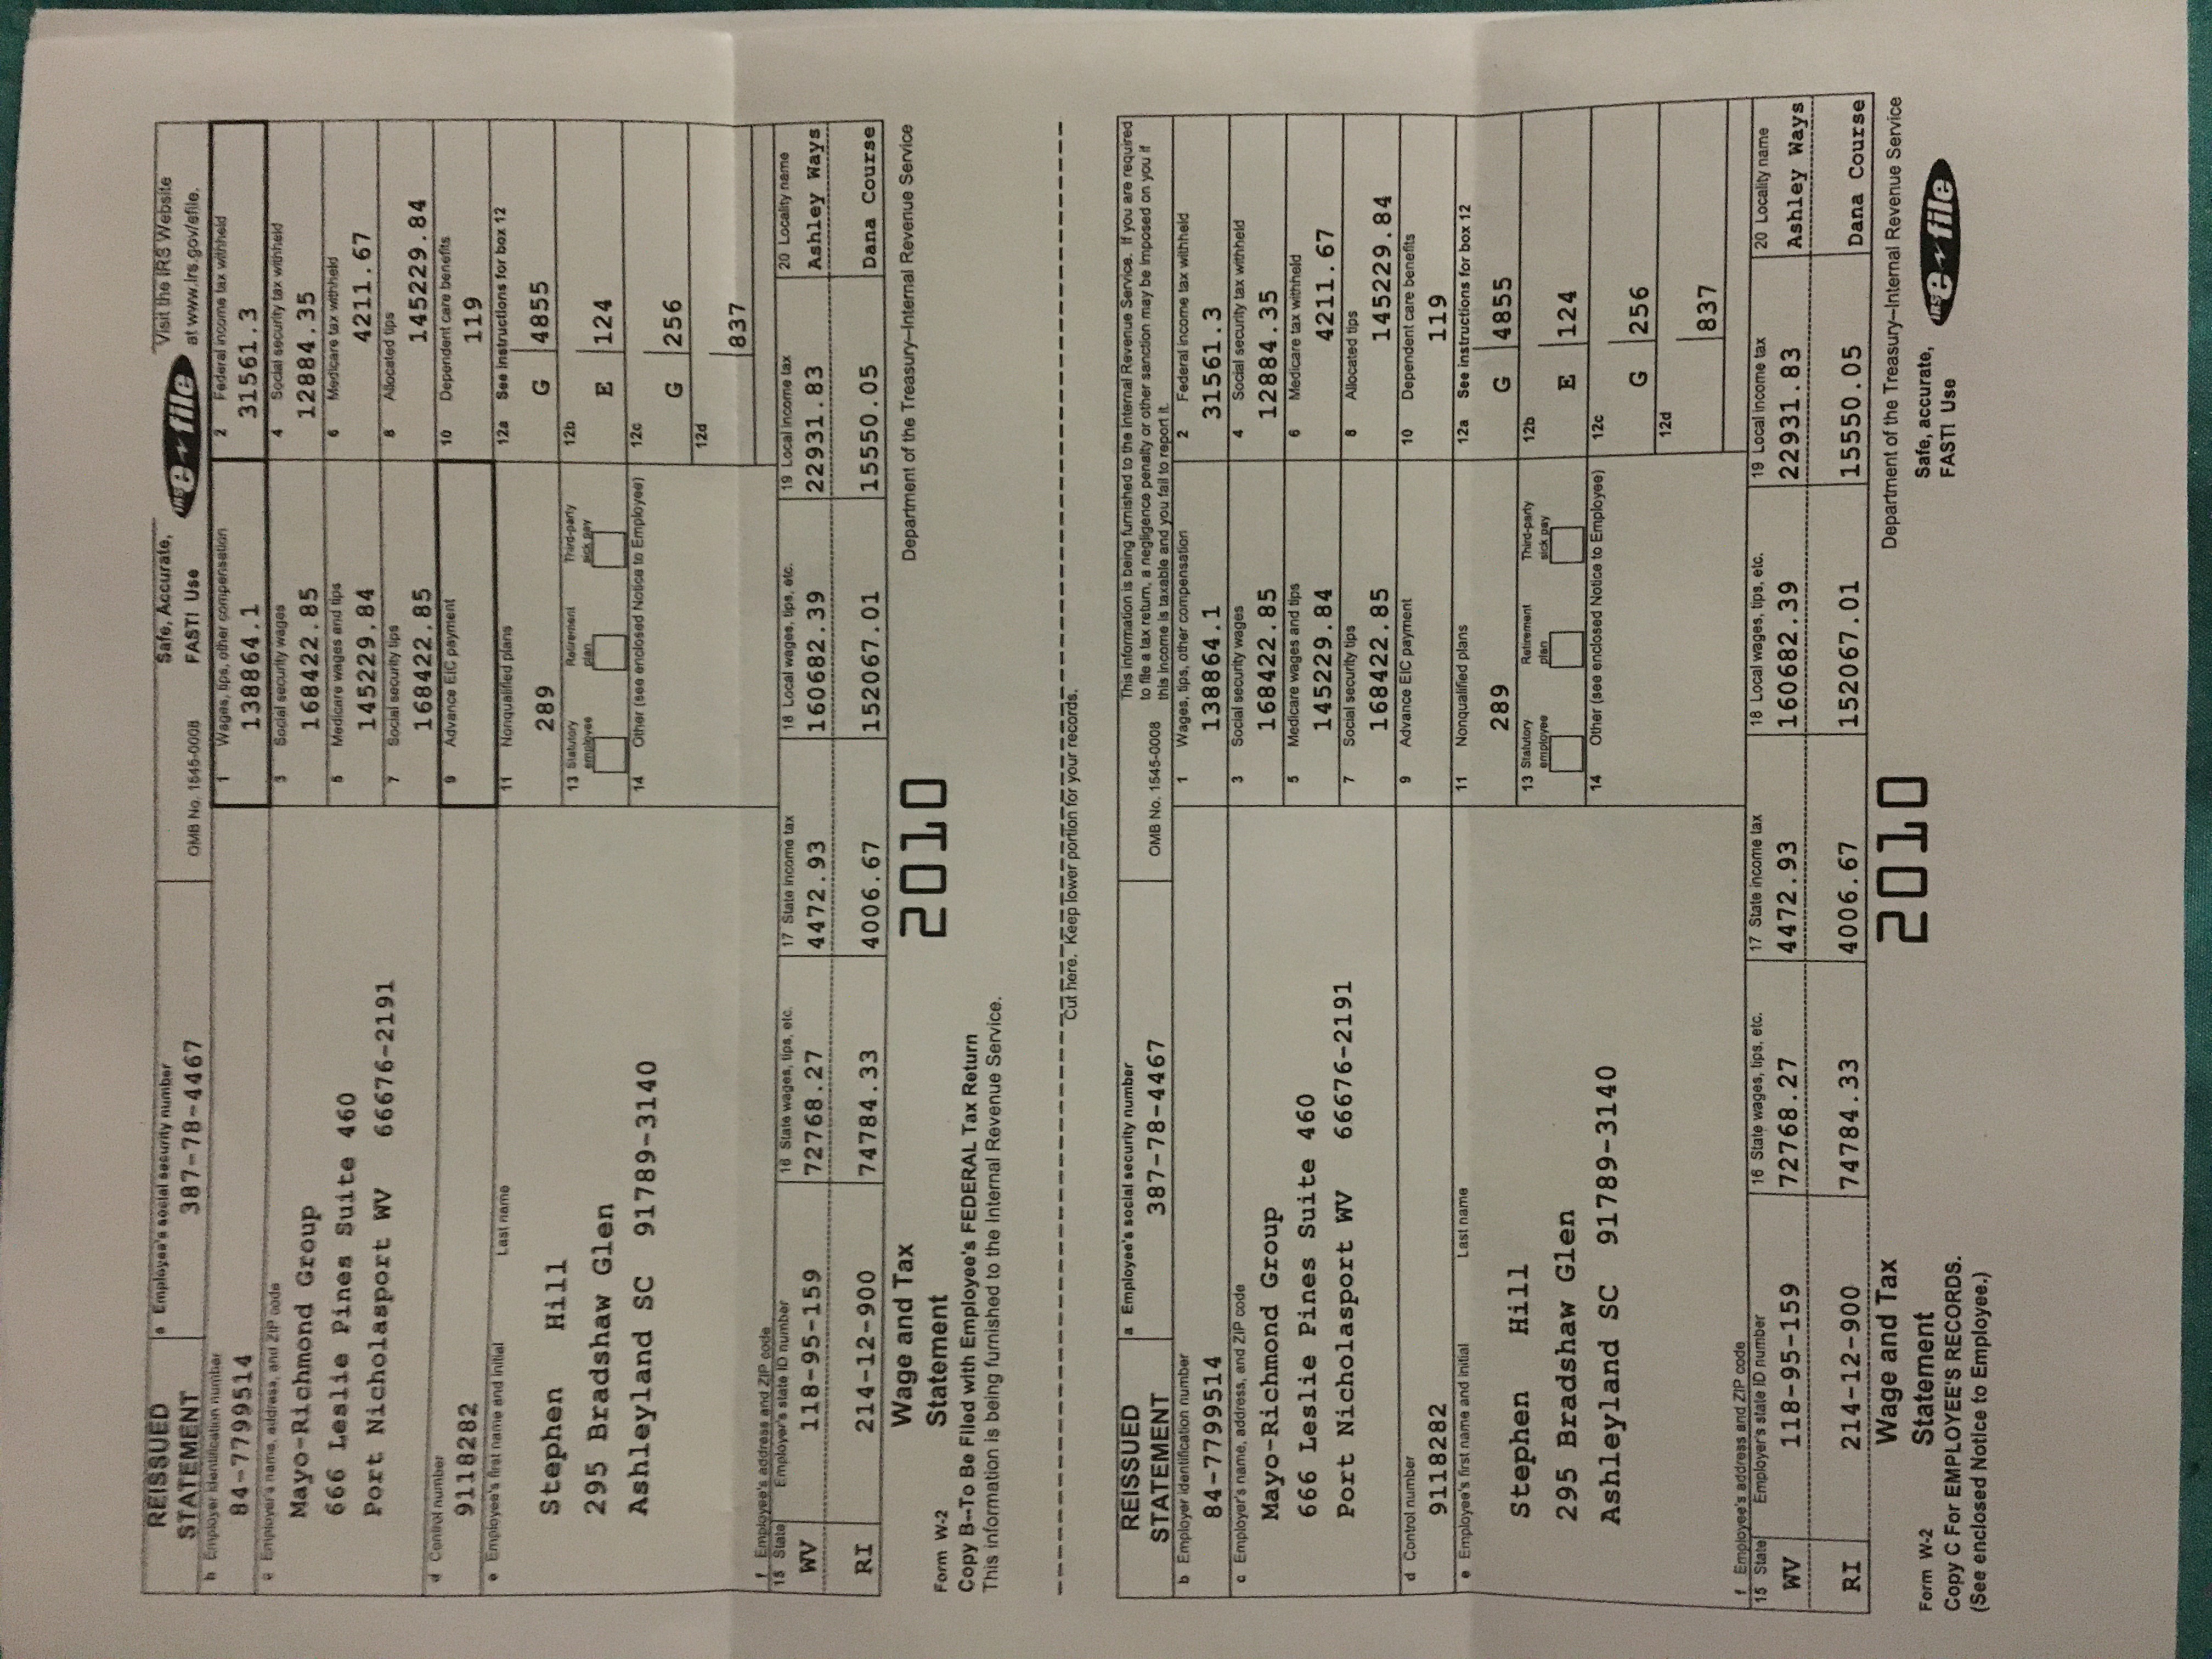 REISSUED STATEMENT
a Employee's social security number
387-78-4467
OMB No. 1545-0008
Safe, Accurate, FAST! Use
IRS e-file
Visit the IRS Website at www.irs.gov/efile.
b Employer identification number
84-7799514
1 Wages, tips, other compensation
138864.1
2 Federal income tax withheld
31561.3
c Employer's name, address, and ZIP code
Mayo-Richmond Group
666 Leslie Pines Suite 460
Port Nicholasport WV 66676-2191
3 Social security wages
168422.85
4 Social security tax withheld
12884.35
5 Medicare wages and tips
145229.84
6 Medicare tax withheld
4211.67
7 Social security tips
168422.85
8 Allocated tips
145229.84
d Control number
9118282
9 Advance EIC payment
10 Dependent care benefits
119
e Employee's first name and initial Last name
Stephen Hill
295 Bradshaw Glen
Ashleyland SC 91789-3140
11 Nonqualified plans
289
12a See instructions for box 12
G 4855
13 Statutory employee Retirement plan Third-party sick pay
12b
E 124
14 Other (see enclosed Notice to Employee)
12c
G 256
12d
837
f Employee's address and ZIP code
15 State Employer's state ID number 16 State wages, tips, etc. 17 State income tax 18 Local wages, tips, etc. 19 Local income tax 20 Locality name
WV 118-95-159 72768.27 4472.93 160682.39 22931.83 Ashley Ways
RI 214-12-900 74784.33 4006.67 152067.01 15550.05 Dana Course
Form W-2 Wage and Tax Statement
2010
Department of the Treasury--Internal Revenue Service
Copy B--To Be Filed with Employee's FEDERAL Tax Return
This information is being furnished to the Internal Revenue Service.
Cut here. Keep lower portion for your records.
REISSUED STATEMENT
a Employee's social security number
387-78-4467
OMB No. 1545-0008
This information is being furnished to the Internal Revenue Service. If you are required
to file a tax return, a negligence penalty or other sanction may be imposed on you if
this income is taxable and you fail to report it.
b Employer identification number
84-7799514
1 Wages, tips, other compensation
138864.1
2 Federal income tax withheld
31561.3
c Employer's name, address, and ZIP code
Mayo-Richmond Group
666 Leslie Pines Suite 460
Port Nicholasport WV 66676-2191
3 Social security wages
168422.85
4 Social security tax withheld
12884.35
5 Medicare wages and tips
145229.84
6 Medicare tax withheld
4211.67
7 Social security tips
168422.85
8 Allocated tips
145229.84
d Control number
9118282
9 Advance EIC payment
10 Dependent care benefits
119
e Employee's first name and initial Last name
Stephen Hill
295 Bradshaw Glen
Ashleyland SC 91789-3140
11 Nonqualified plans
289
12a See instructions for box 12
G 4855
13 Statutory employee Retirement plan Third-party sick pay
12b
E 124
14 Other (see enclosed Notice to Employee)
12c
G 256
12d
837
f Employee's address and ZIP code
15 State Employer's state ID number 16 State wages, tips, etc. 17 State income tax 18 Local wages, tips, etc. 19 Local income tax 20 Locality name
WV 118-95-159 72768.27 4472.93 160682.39 22931.83 Ashley Ways
RI 214-12-900 74784.33 4006.67 152067.01 15550.05 Dana Course
Form W-2 Wage and Tax Statement
2010
Department of the Treasury--Internal Revenue Service
Safe, accurate, FAST! Use
IRS e-file
Copy C For EMPLOYEE'S RECORDS.
(See enclosed Notice to Employee.)